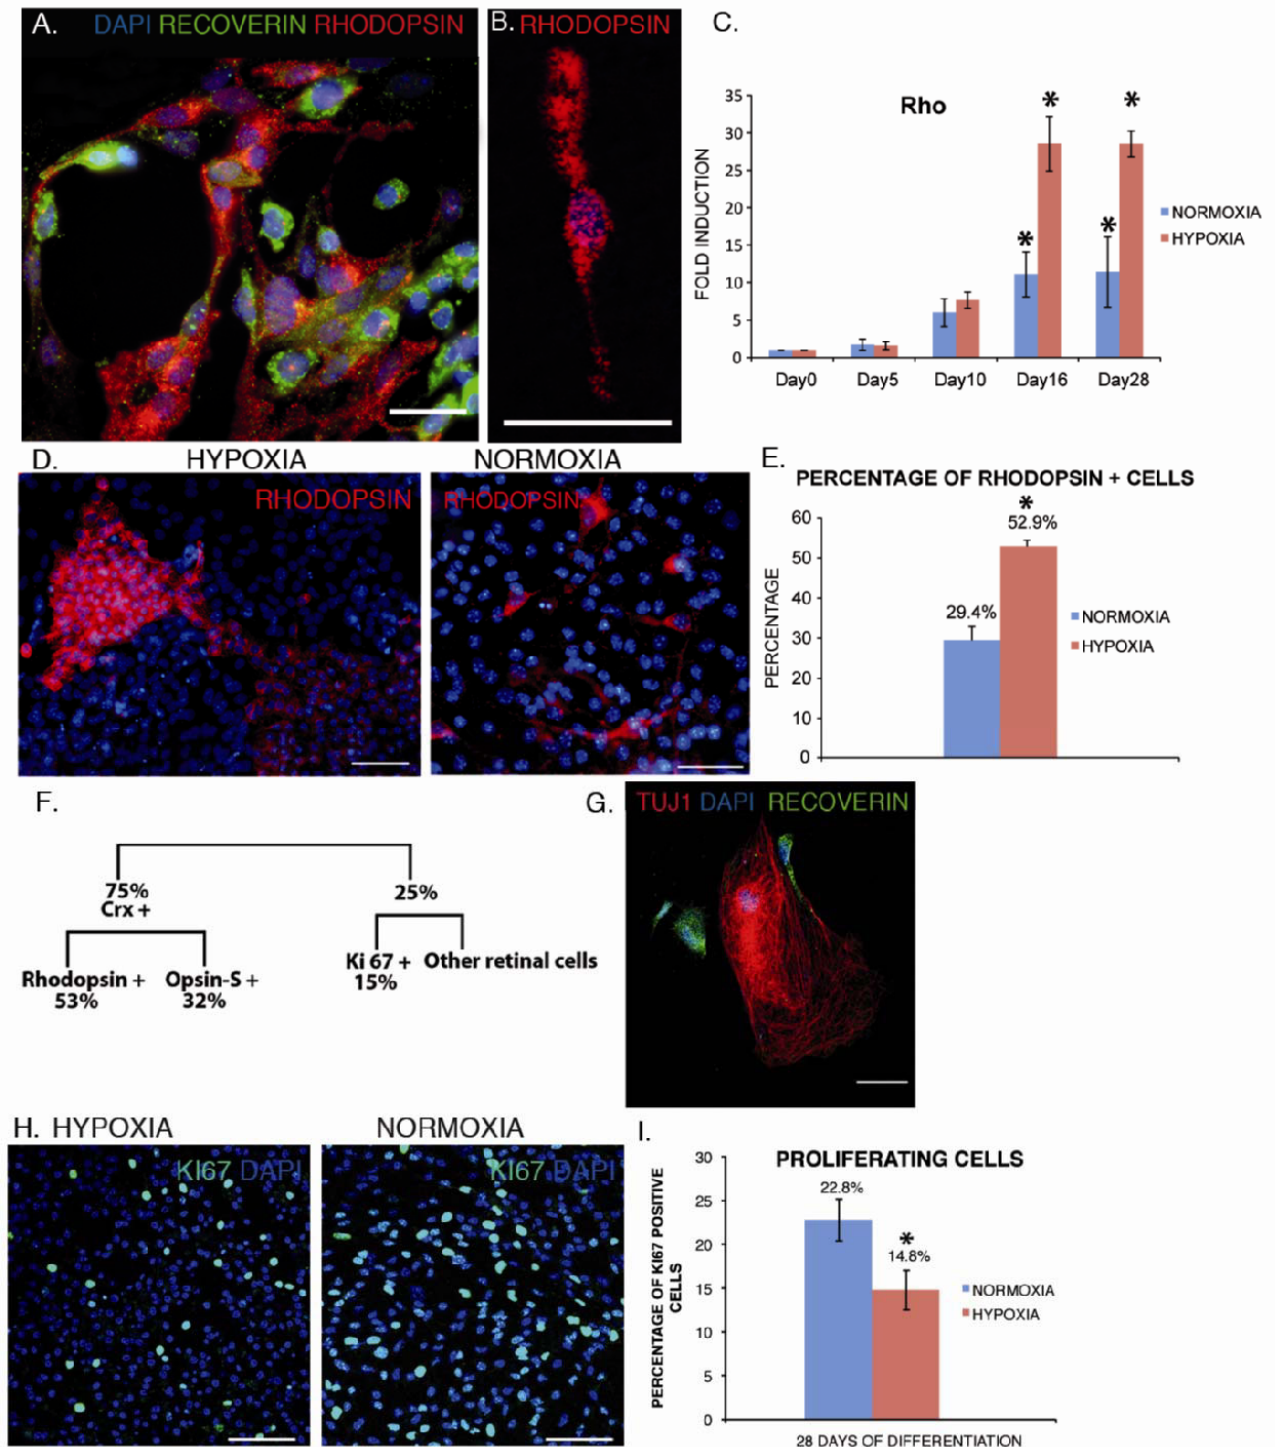 A. DAPI RECOVERIN RHODOPSIN
B. RHODOPSIN
C.
Rho
FOLD INDUCTION
35
30
25
20
15
10
5
0
* * * *
Day0 Day5 Day10 Day16 Day28
NORMOXIA
HYPOXIA
D. HYPOXIA NORMOXIA
RHODOPSIN RHODOPSIN
E.
PERCENTAGE OF RHODOPSIN + CELLS
PERCENTAGE
60
50
40
30
20
10
0
*
52.9%
29.4%
NORMOXIA
HYPOXIA
F.
75% 25%
Crx +
Rhodopsin + Opsin-S + Ki 67 + Other retinal cells
53% 32% 15%
G. TUJ1 DAPI RECOVERIN
H. HYPOXIA NORMOXIA
KI67 DAPI KI67 DAPI
I.
PROLIFERATING CELLS
PERCENTAGE OF KI67 POSITIVE
CELLS
30
25
20
15
10
5
0
22.8%
*
14.8%
NORMOXIA
HYPOXIA
28 DAYS OF DIFFERENTIATION